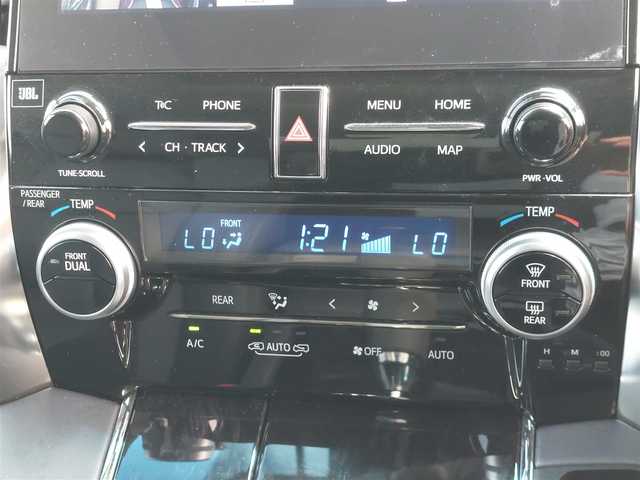 JBL
T C PHONE
MENU HOME
CH · TRACK
AUDIO MAP
TUNE·SCROLL
PWR·VOL
PASSENGER
/ REAR
TEMP
TEMP
FRONT
LO 1:21 LO
FRONT
DUAL
FRONT
REAR
REAR
A/C
AUTO
OFF
AUTO
H M :00